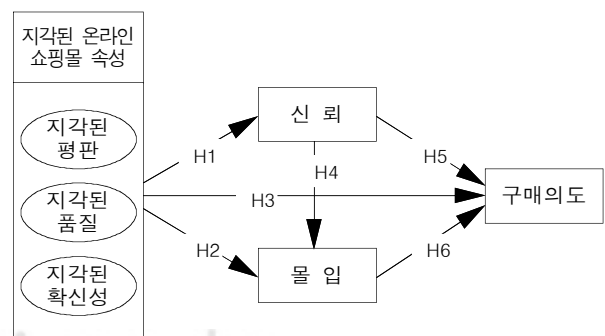 지각된 온라인
쇼핑몰 속성
지각된
평판
지각된
품질
지각된
확신성
H1
H2
H3
신 뢰
H4
몰 입
H5
H6
구매의도